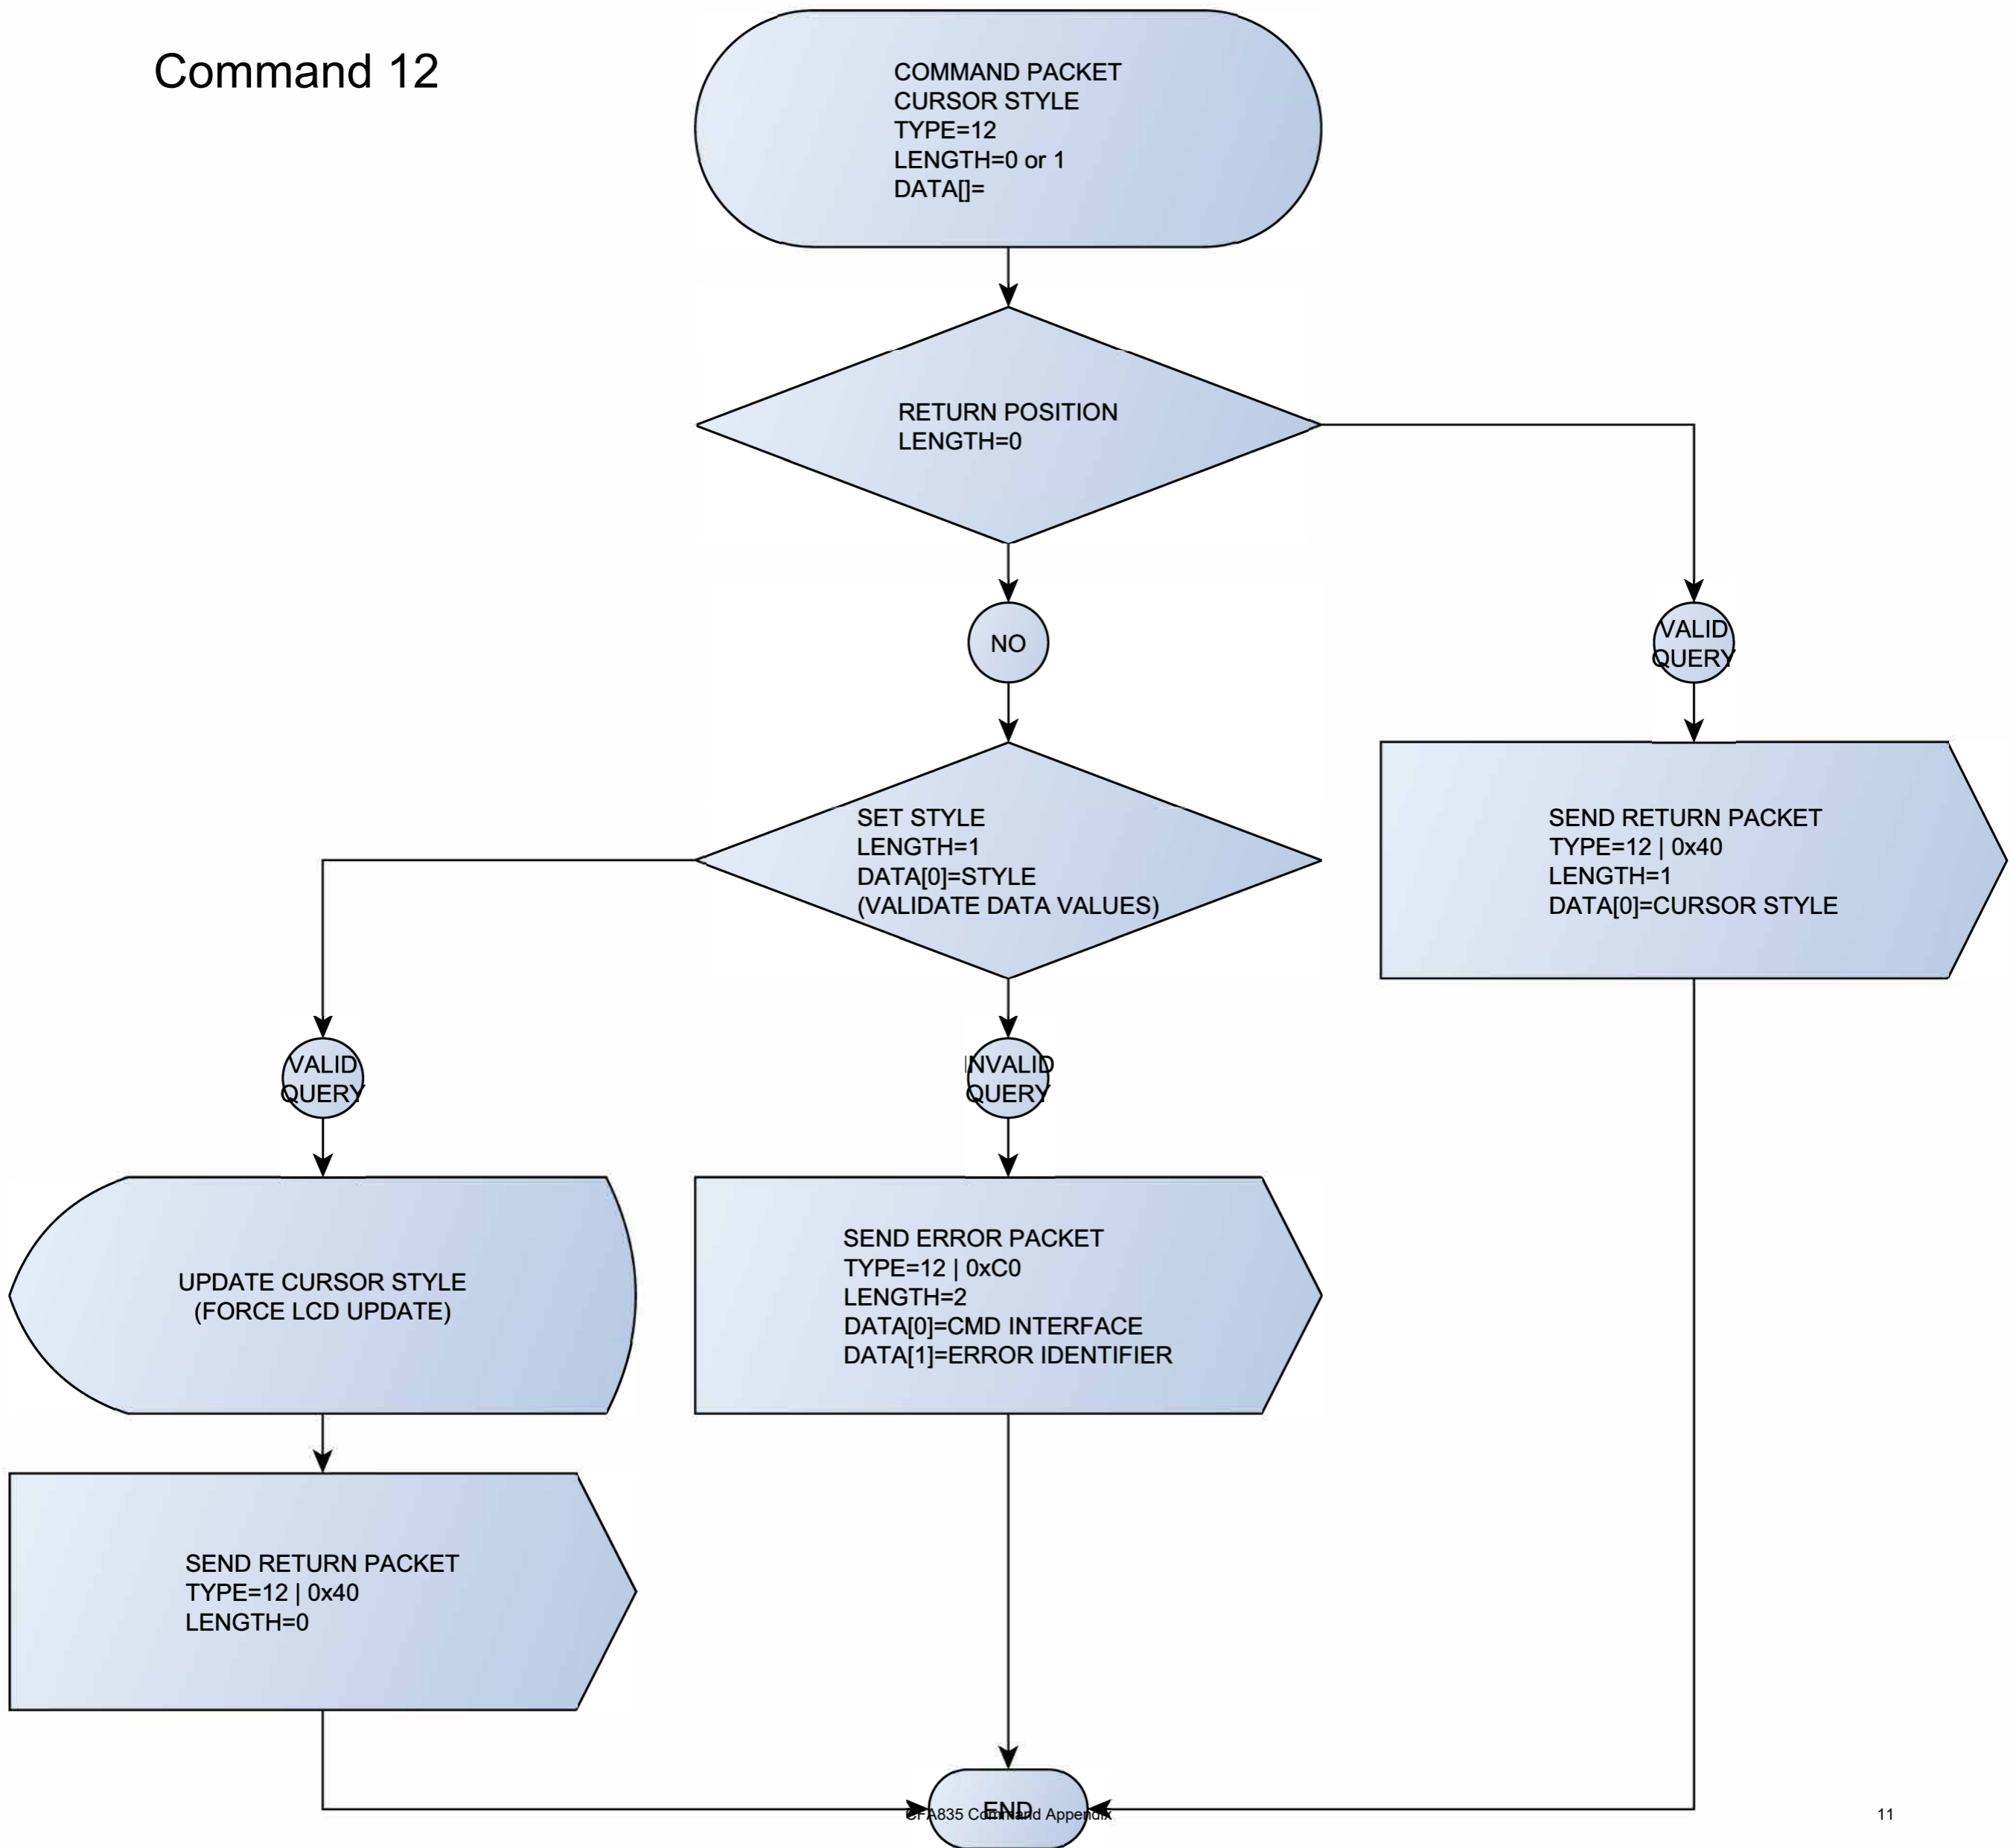 Command 12
COMMAND PACKET
CURSOR STYLE
TYPE=12
LENGTH=0 or 1
DATA[]=
RETURN POSITION
LENGTH=0
NO
VALID
QUERY
SET STYLE
LENGTH=1
DATA[0]=STYLE
(VALIDATE DATA VALUES)
SEND RETURN PACKET
TYPE=12 | 0x40
LENGTH=1
DATA[0]=CURSOR STYLE
VALID
QUERY
INVALID
QUERY
UPDATE CURSOR STYLE
(FORCE LCD UPDATE)
SEND ERROR PACKET
TYPE=12 | 0xC0
LENGTH=2
DATA[0]=CMD INTERFACE
DATA[1]=ERROR IDENTIFIER
SEND RETURN PACKET
TYPE=12 | 0x40
LENGTH=0
END
CFA835 Command Appendix
11